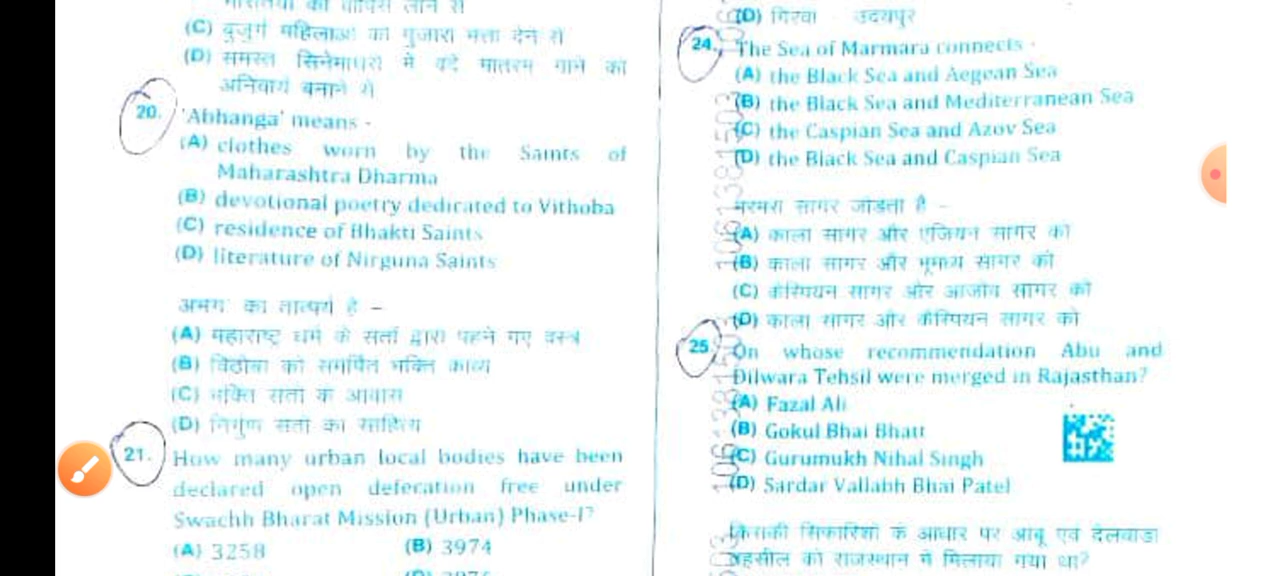 (C) बुजुर्ग महिलाओं को गुजारा भत्ता देने से
(D) समस्त सिनेमाघरों में वंदे मातरम गाने को
अनिवार्य बनाने से
20. 'Abhanga' means -
(A) clothes worn by the Saints of
Maharashtra Dharma
(B) devotional poetry dedicated to Vithoba
(C) residence of Bhakti Saints
(D) literature of Nirguna Saints
अभंग का तात्पर्य है –
(A) महाराष्ट्र धर्म के संतों द्वारा पहने गए वस्त्र
(B) विठोबा को समर्पित भक्ति काव्य
(C) भक्ति संतों के आवास
(D) निर्गुण संतों का साहित्य
21. How many urban local bodies have been
declared open defecation free under
Swachh Bharat Mission (Urban) Phase-I?
(A) 3258 (B) 3974
(D) गिरवा - उदयपुर
24. The Sea of Marmara connects -
(A) the Black Sea and Aegean Sea
(B) the Black Sea and Mediterranean Sea
(C) the Caspian Sea and Azov Sea
(D) the Black Sea and Caspian Sea
मरमरा सागर जोड़ता है –
(A) काला सागर और एजियन सागर को
(B) काला सागर और भूमध्य सागर को
(C) कैस्पियन सागर और आजोव सागर को
(D) काला सागर और कैस्पियन सागर को
25 On whose recommendation Abu and
Dilwara Tehsil were merged in Rajasthan?
(A) Fazal Ali
(B) Gokul Bhai Bhatt
(C) Gurumukh Nihal Singh
(D) Sardar Vallabh Bhai Patel
किसकी सिफारिशों के आधार पर आबू एवं देलवाड़ा
तहसील को राजस्थान में मिलाया गया था?